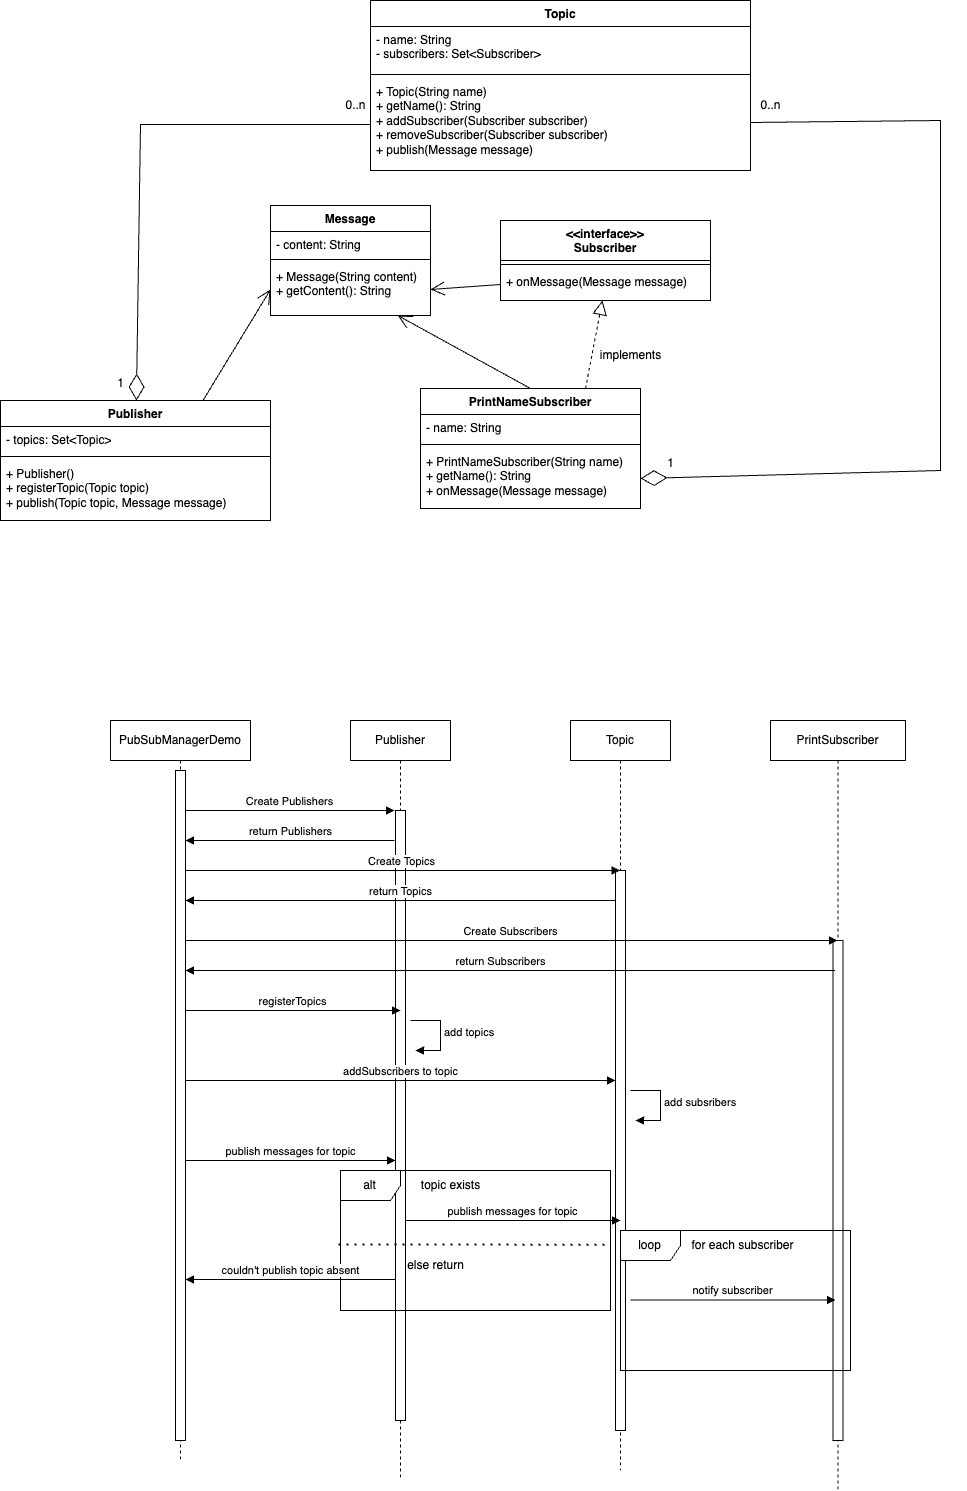 Topic
- name: String
- subscribers: Set<Subscriber>
+ Topic(String name)
+ getName(): String
+ addSubscriber(Subscriber subscriber)
+ removeSubscriber(Subscriber subscriber)
+ publish(Message message)
0..n
0..n
Message
- content: String
+ Message(String content)
+ getContent(): String
<<interface>>
Subscriber
+ onMessage(Message message)
implements
1
Publisher
- topics: Set<Topic>
+ Publisher()
+ registerTopic(Topic topic)
+ publish(Topic topic, Message message)
PrintNameSubscriber
- name: String
+ PrintNameSubscriber(String name)
+ getName(): String
+ onMessage(Message message)
1
PubSubManagerDemo
Publisher
Topic
PrintSubscriber
Create Publishers
return Publishers
Create Topics
return Topics
Create Subscribers
return Subscribers
registerTopics
add topics
addSubscribers to topic
add subsribers
publish messages for topic
alt
topic exists
publish messages for topic
loop
for each subscriber
else return
couldn't publish topic absent
notify subscriber